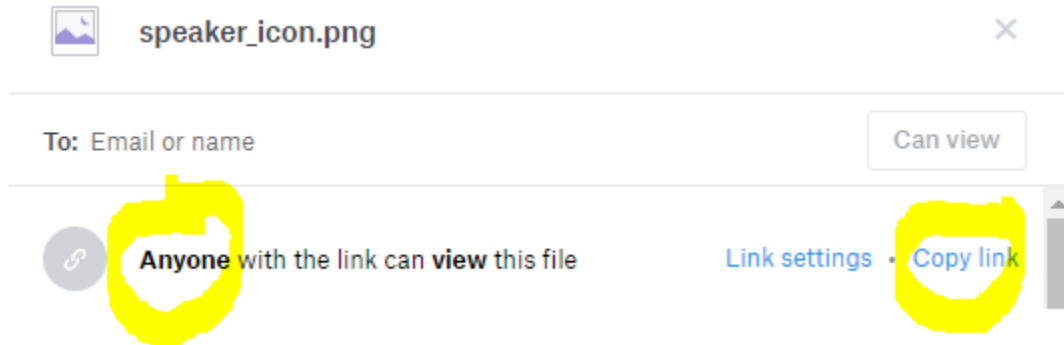 speaker_icon.png
To: Email or name
Can view
Anyone with the link can view this file
Link settings • Copy link